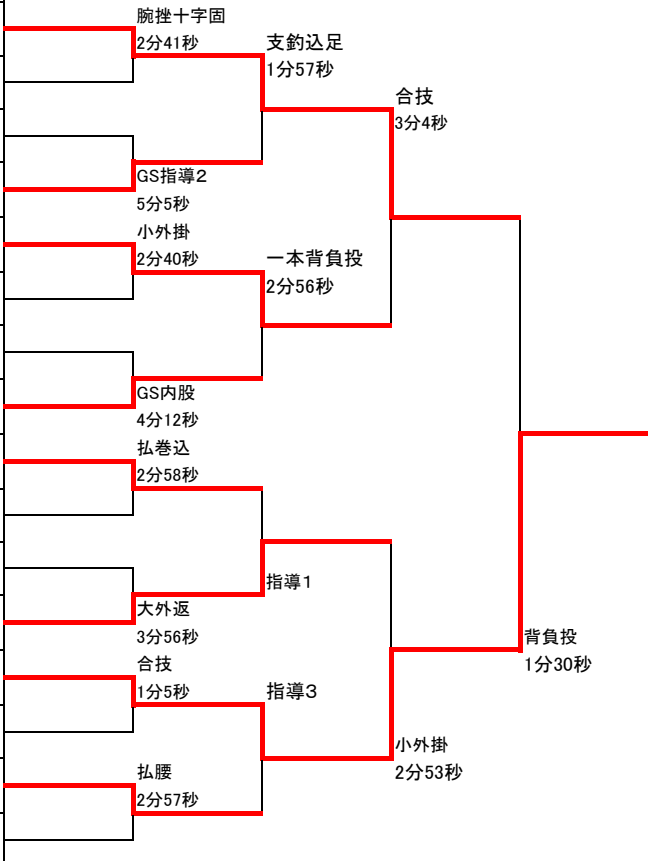 腕挫十字固
2分41秒
支釣込足
1分57秒
合技
3分4秒
GS指導2
5分5秒
小外掛
2分40秒
一本背負投
2分56秒
GS内股
4分12秒
払巻込
2分58秒
指導1
大外返
3分56秒
背負投
1分30秒
合技
1分5秒
指導3
小外掛
2分53秒
払腰
2分57秒